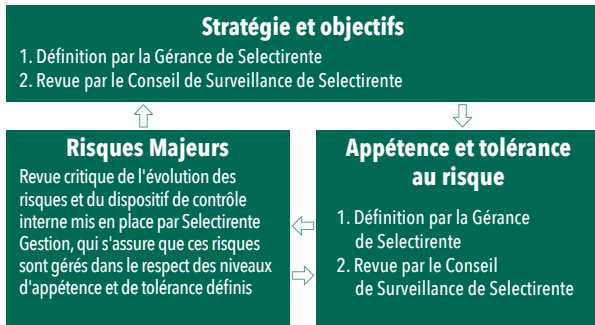 Stratégie et objectifs
1. Définition par la Gérance de Selectirente
2. Revue par le Conseil de Surveillance de Selectirente
Risques Majeurs
Revue critique de l'évolution des
risques et du dispositif de contrôle
interne mis en place par Selectirente
Gestion, qui s'assure que ces risques
sont gérés dans le respect des niveaux
d'appétence et de tolérance définis
Appétence et tolérance
au risque
1. Définition par la Gérance
de Selectirente
2. Revue par le Conseil
de Surveillance de Selectirente